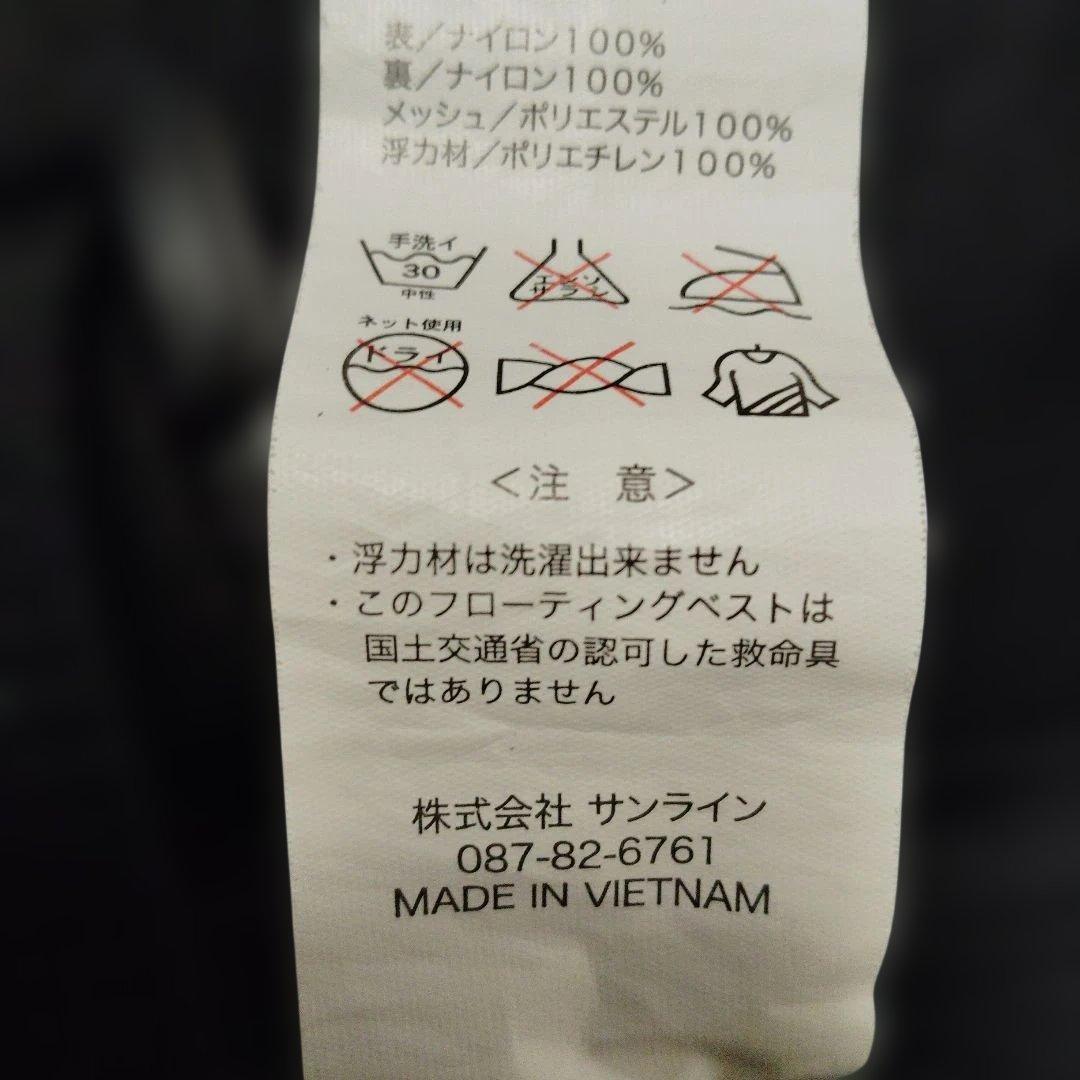 表／ナイロン100%
裏／ナイロン100%
メッシュ／ポリエステル100%
浮力材／ポリエチレン100%
手洗イ
30
中性
エンソ
サラシ
ネット使用
ドライ
＜注　意＞
・浮力材は洗濯出来ません
・このフローティングベストは
国土交通省の認可した救命具
ではありません
株式会社 サンライン
087-82-6761
MADE IN VIETNAM